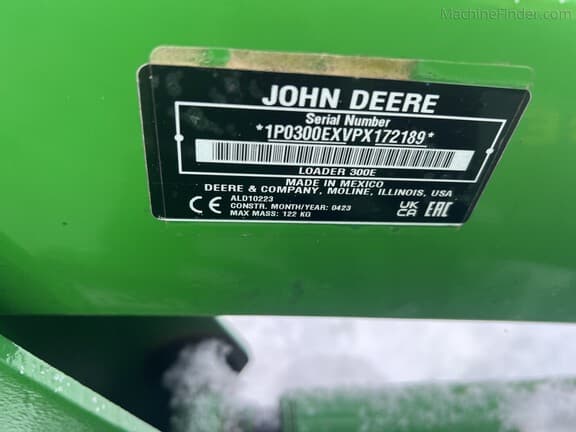 MachineFinder.com
JOHN DEERE
Serial Number
*1P0300EXVPX172189*
LOADER 300E
MADE IN MEXICO
DEERE & COMPANY, MOLINE, ILLINOIS, USA
CE ALD10223
CONSTR. MONTH/YEAR: 0423
MAX MASS: 122 KG
UK
CA
EAC